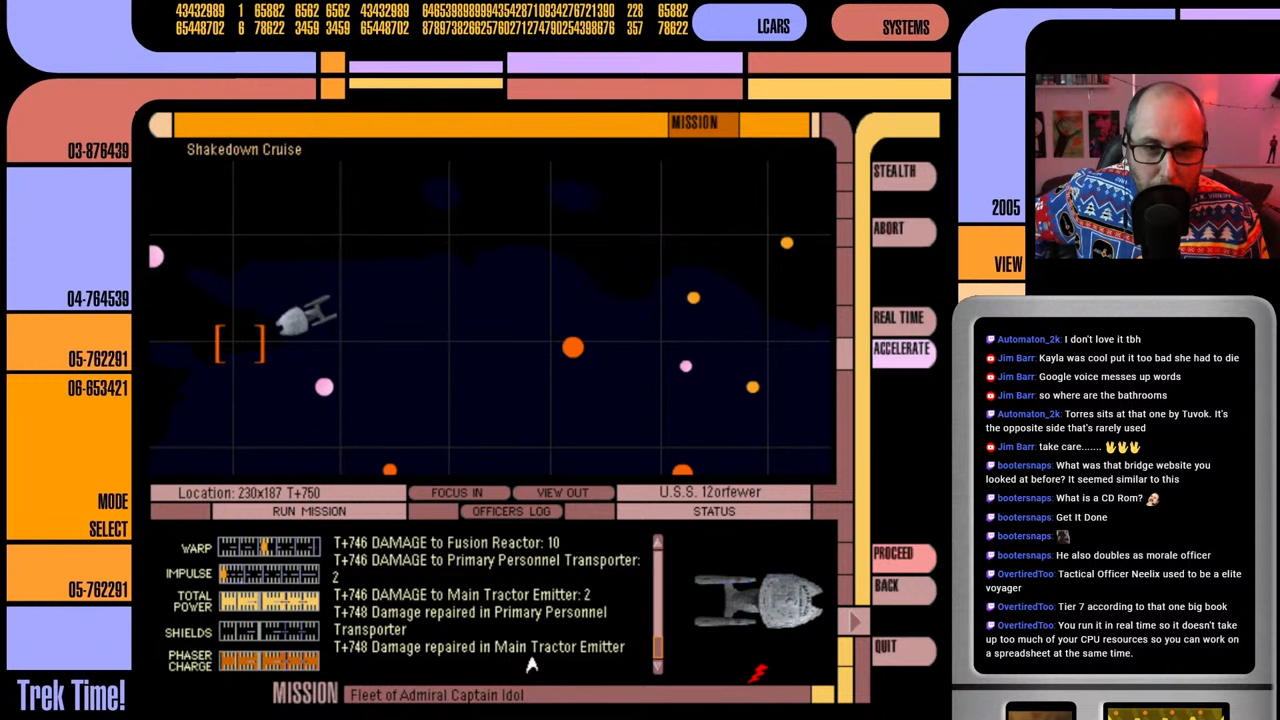 43432989 1 65882 6562 6562 43432989 64653989899435428710934276721390 228 65882
65448702 6 78622 3459 3459 65448702 87897382662576027127479025439867​6 357 78622
LCARS
SYSTEMS
03-876439
04-764539
05-762291
06-653421
MODE
SELECT
05-762291
Trek Time!
MISSION
Shakedown Cruise
STEALTH
ABORT
REAL TIME
ACCELERATE
PROCEED
BACK
QUIT
2005
VIEW
Location: 230x187 T+750
FOCUS IN
VIEW OUT
U.S.S. 12orfewer
RUN MISSION
OFFICERS LOG
STATUS
WARP
IMPULSE
TOTAL
POWER
SHIELDS
PHASER
CHARGE
T+746 DAMAGE to Fusion Reactor: 10
T+746 DAMAGE to Primary Personnel Transporter:
2
T+746 DAMAGE to Main Tractor Emitter: 2
T+748 Damage repaired in Primary Personnel
Transporter
T+748 Damage repaired in Main Tractor Emitter
MISSION
Fleet of Admiral Captain Idol
Automaton_2k: I don't love it tbh
Jim Barr: Kayla was cool put it too bad she had to die
Jim Barr: Google voice messes up words
Jim Barr: so where are the bathrooms
Automaton_2k: Torres sits at that one by Tuvok. It's
the opposite side that's rarely used
Jim Barr: take care....... 🖖🖖🖖
bootersnaps: What was that bridge website you
looked at before? It seemed similar to this
bootersnaps: What is a CD Rom?
bootersnaps: Get It Done
bootersnaps:
bootersnaps: He also doubles as morale officer
OvertiredToo: Tactical Officer Neelix used to be a elite
voyager
OvertiredToo: Tier 7 according to that one big book
OvertiredToo: You run it in real time so it doesn't take
up too much of your CPU resources so you can work on
a spreadsheet at the same time.